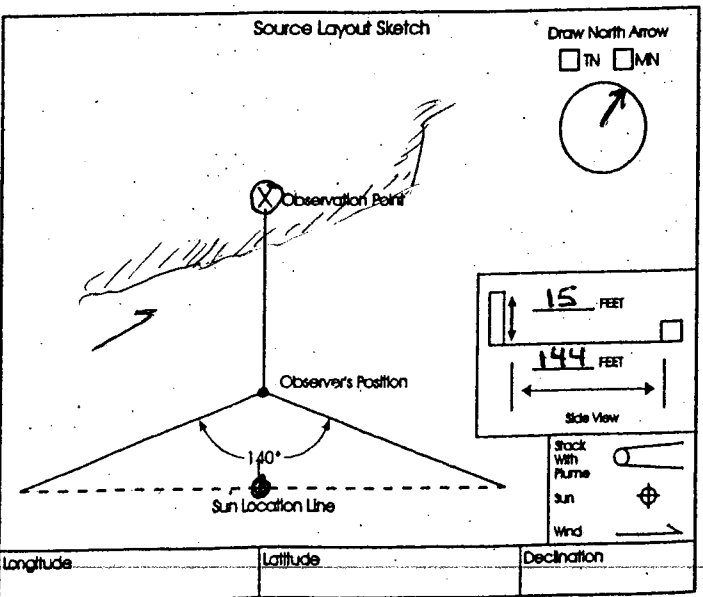 Source Layout Sketch
Draw North Arrow
TN MN
X Observation Point
15 FEET
144 FEET
Side View
Observer's Position
140°
Sun Location Line
Stack
With
Plume
Sun
Wind
Longitude Latitude Declination